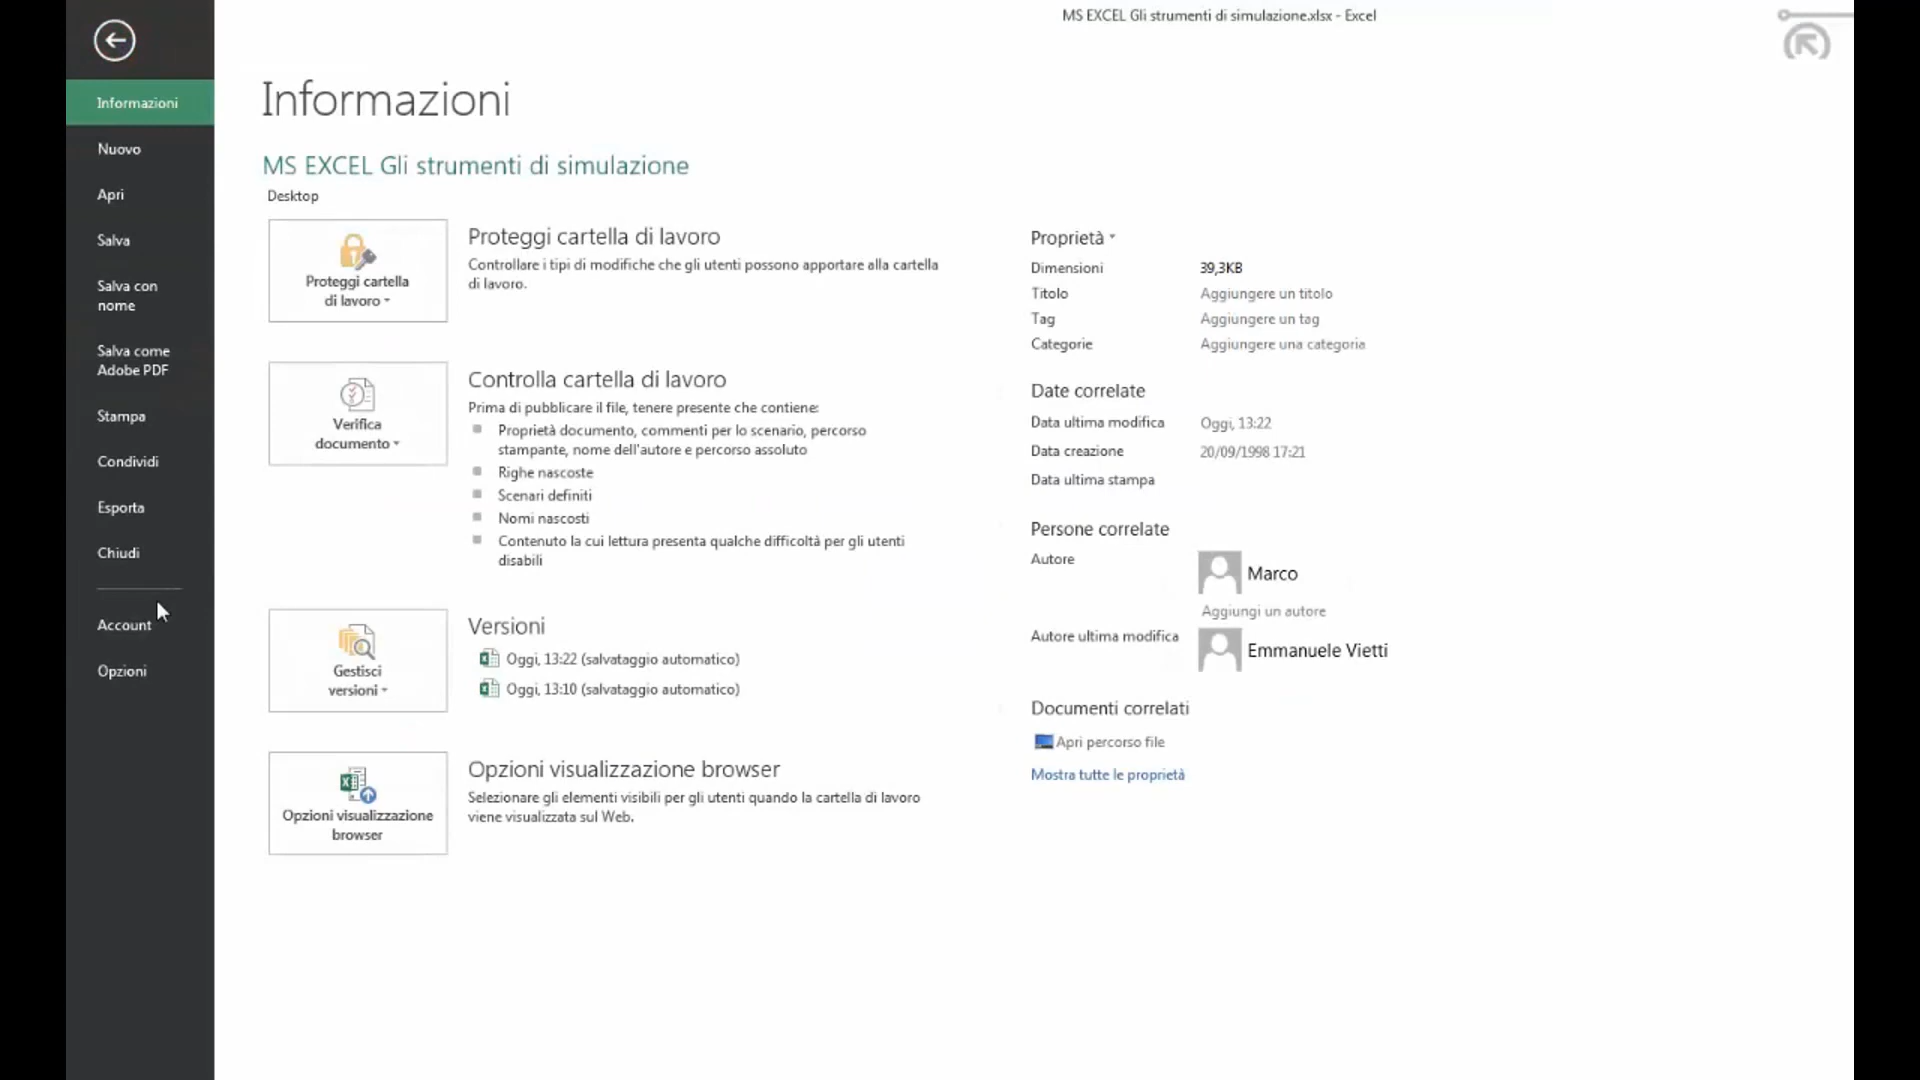 MS EXCEL Gli strumenti di simulazione.xlsx - Excel
Informazioni
Nuovo
Apri
Salva
Salva con
nome
Salva come
Adobe PDF
Stampa
Condividi
Esporta
Chiudi
Account
Opzioni
Informazioni
MS EXCEL Gli strumenti di simulazione
Desktop
Proteggi cartella
di lavoro
Proteggi cartella di lavoro
Controllare i tipi di modifiche che gli utenti possono apportare alla cartella
di lavoro.
Verifica
documento
Controlla cartella di lavoro
Prima di pubblicare il file, tenere presente che contiene:
Proprietà documento, commenti per lo scenario, percorso
stampante, nome dell'autore e percorso assoluto
Righe nascoste
Scenari definiti
Nomi nascosti
Contenuto la cui lettura presenta qualche difficoltà per gli utenti
disabili
Gestisci
versioni
Versioni
Oggi, 13:22 (salvataggio automatico)
Oggi, 13:10 (salvataggio automatico)
Opzioni visualizzazione
browser
Opzioni visualizzazione browser
Selezionare gli elementi visibili per gli utenti quando la cartella di lavoro
viene visualizzata sul Web.
Proprietà
Dimensioni 39,3KB
Titolo Aggiungere un titolo
Tag Aggiungere un tag
Categorie Aggiungere una categoria
Date correlate
Data ultima modifica Oggi, 13:22
Data creazione 20/09/1998 17:21
Data ultima stampa
Persone correlate
Autore
Marco
Aggiungi un autore
Autore ultima modifica
Emmanuele Vietti
Documenti correlati
Apri percorso file
Mostra tutte le proprietà